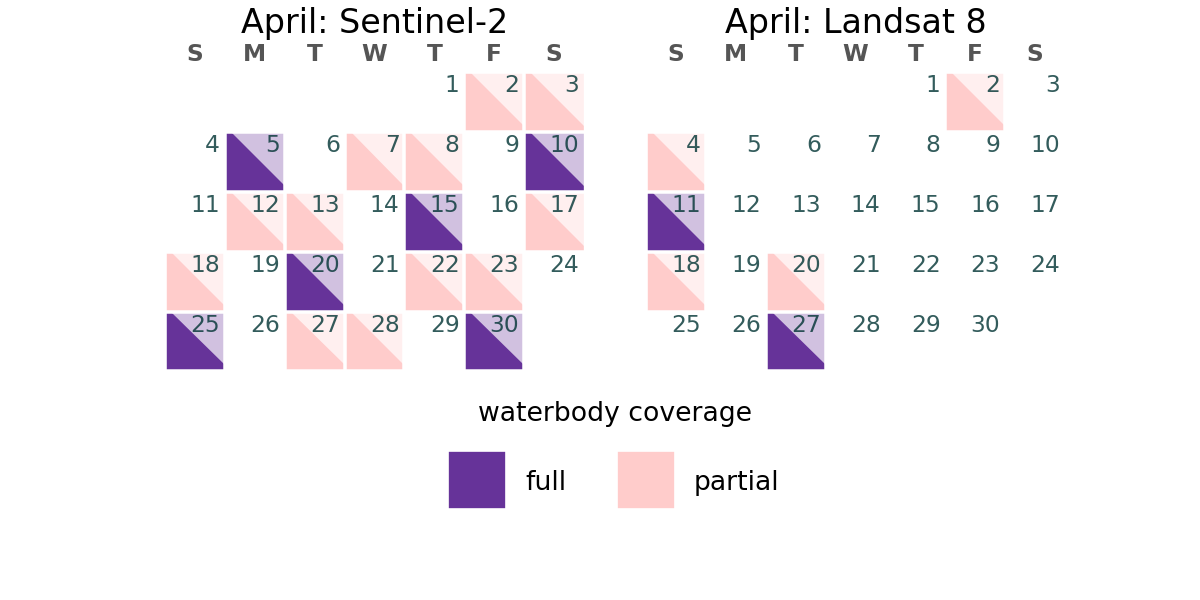 April: Sentinel-2
S M T W T F S
1 2 3
4 5 6 7 8 9 10
11 12 13 14 15 16 17
18 19 20 21 22 23 24
25 26 27 28 29 30
April: Landsat 8
S M T W T F S
1 2 3
4 5 6 7 8 9 10
11 12 13 14 15 16 17
18 19 20 21 22 23 24
25 26 27 28 29 30
waterbody coverage
full
partial